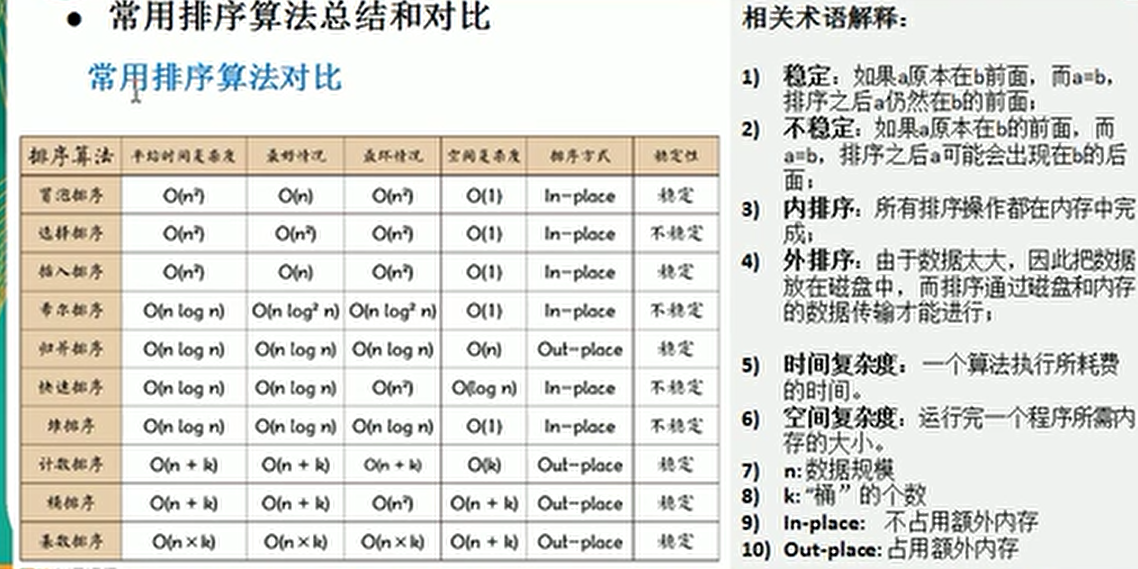 ● 常用排序算法总结和对比
常用排序算法对比
排序算法 平均时间复杂度 最好情况 最坏情况 空间复杂度 排序方式 稳定性
冒泡排序 O(n²) O(n) O(n²) O(1) In-place 稳定
选择排序 O(n²) O(n²) O(n²) O(1) In-place 不稳定
插入排序 O(n²) O(n) O(n²) O(1) In-place 稳定
希尔排序 O(n log n) O(n log² n) O(n log² n) O(1) In-place 不稳定
归并排序 O(n log n) O(n log n) O(n log n) O(n) Out-place 稳定
快速排序 O(n log n) O(n log n) O(n²) O(log n) In-place 不稳定
堆排序 O(n log n) O(n log n) O(n log n) O(1) In-place 不稳定
计数排序 O(n + k) O(n + k) O(n + k) O(k) Out-place 稳定
桶排序 O(n + k) O(n + k) O(n²) O(n + k) Out-place 稳定
基数排序 O(n × k) O(n × k) O(n × k) O(n + k) Out-place 稳定
相关术语解释:
1) 稳定:如果a原本在b前面,而a=b,
排序之后a仍然在b的前面;
2) 不稳定:如果a原本在b的前面,而
a=b,排序之后a可能会出现在b的后
面;
3) 内排序:所有排序操作都在内存中完
成;
4) 外排序:由于数据太大,因此把数据
放在磁盘中,而排序通过磁盘和内存
的数据传输才能进行;
5) 时间复杂度: 一个算法执行所耗费
的时间。
6) 空间复杂度:运行完一个程序所需内
存的大小。
7) n: 数据规模
8) k: “桶”的个数
9) In-place: 不占用额外内存
10) Out-place: 占用额外内存